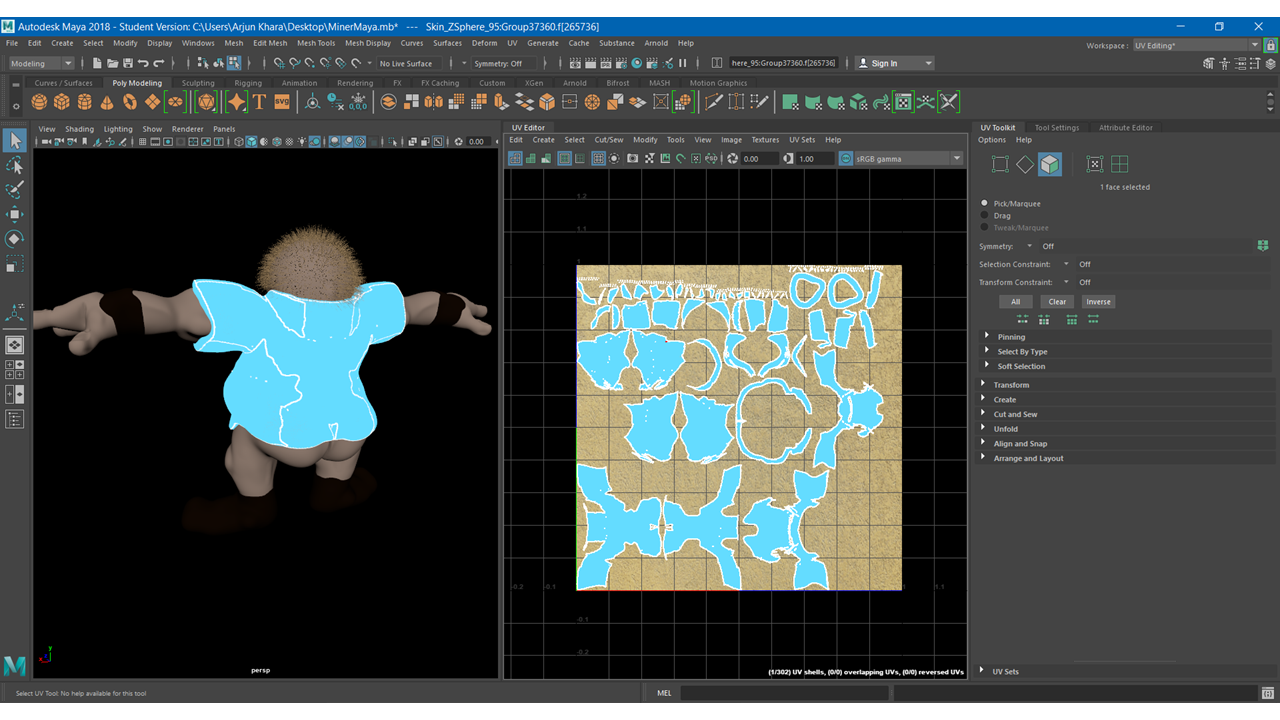 Autodesk Maya 2018 - Student Version: C:\Users\Arjun Khara\Desktop\MinerMaya.mb* --- Skin_ZSphere_95:Group37360.f[265736]
File Edit Create Select Modify Display Windows Mesh Edit Mesh Mesh Tools Mesh Display Curves Surfaces Deform UV Generate Cache Substance Arnold Help
Workspace : UV Editing*
Modeling No Live Surface Symmetry: Off here_95:Group37360.f[265736] Sign In
Curves / Surfaces Poly Modeling Sculpting Rigging Animation Rendering FX FX Caching Custom XGen Arnold Bifrost MASH Motion Graphics
View Shading Lighting Show Renderer Panels
0.00
persp
UV Editor
Edit Create Select Cut/Sew Modify Tools View Image Textures UV Sets Help
0.00 1.00 sRGB gamma
1.2
1.1
1
-0.2 -0.1 1 1.1
-0.1
-0.2
(1/302) UV shells, (0/0) overlapping UVs, (0/0) reversed UVs
UV Toolkit Tool Settings Attribute Editor
Options Help
1 face selected
Pick/Marquee
Drag
Tweak/Marquee
Symmetry: Off
Selection Constraint: Off
Transform Constraint: Off
All Clear Inverse
Pinning
Select By Type
Soft Selection
Transform
Create
Cut and Sew
Unfold
Align and Snap
Arrange and Layout
UV Sets
Select UV Tool: No help available for this tool
MEL